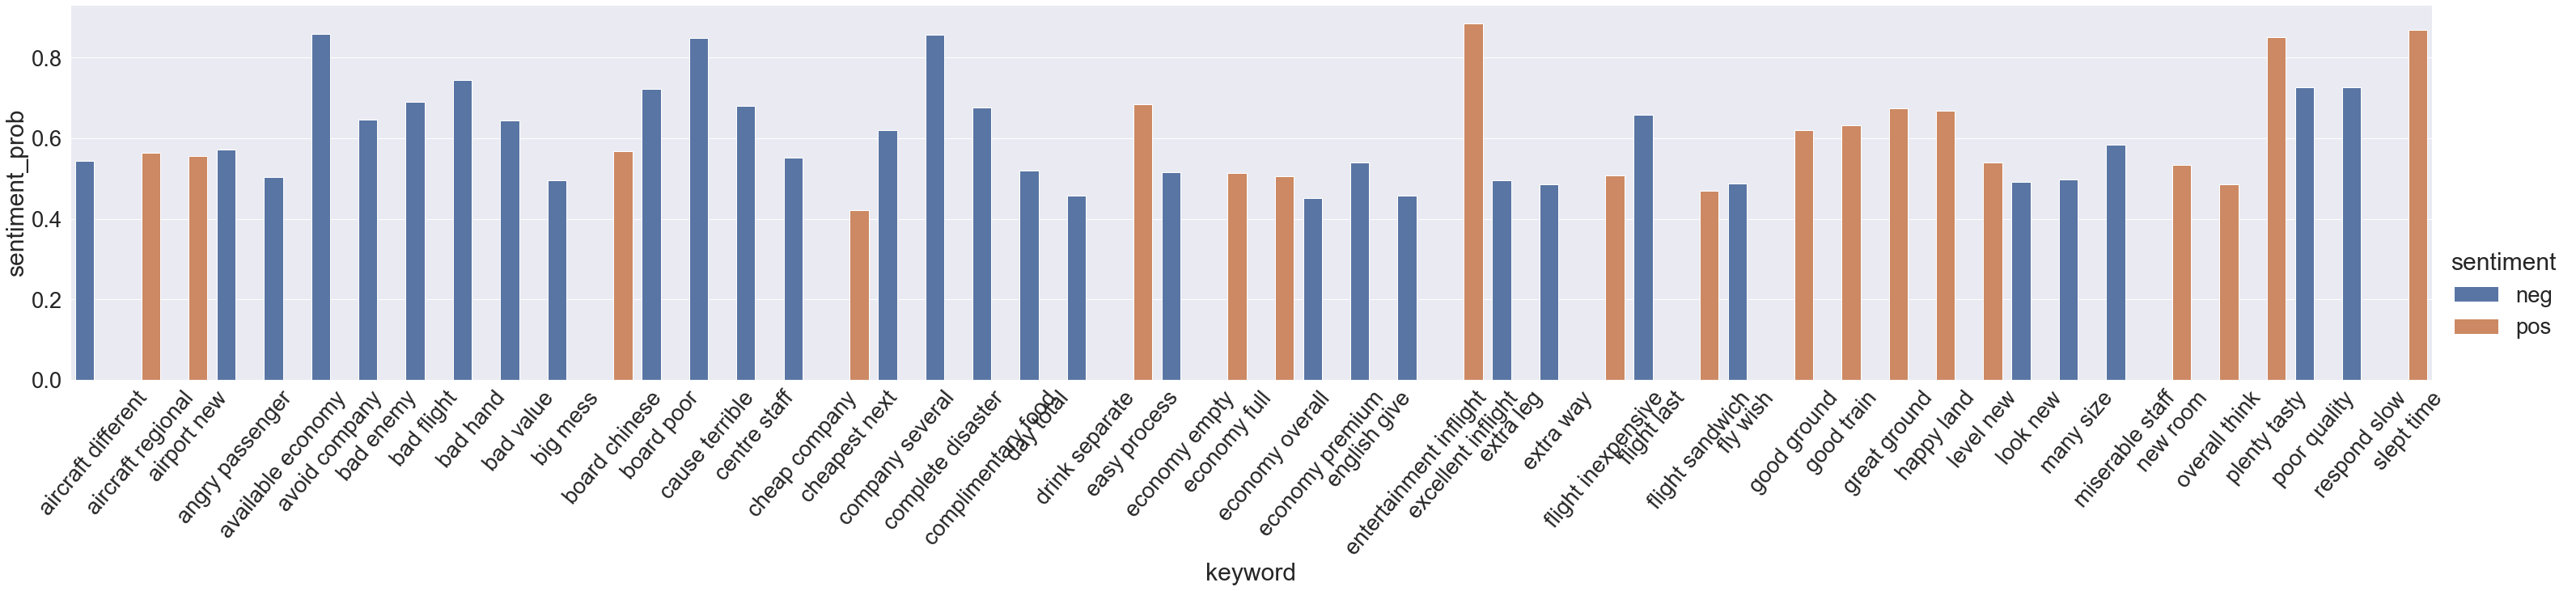 sentiment_prob
0.8
0.6
0.4
0.2
0.0
aircraft different
aircraft regional
airport new
angry passenger
available economy
avoid company
bad enemy
bad flight
bad hand
bad value
big mess
board chinese
board poor
cause terrible
centre staff
cheap company
cheapest next
company several
complete disaster
complimentary food
day total
drink separate
easy process
economy empty
economy full
economy overall
economy premium
english give
entertainment inflight
excellent inflight
extra leg
extra way
flight inexpensive
flight last
flight sandwich
fly wish
good ground
good train
great ground
happy land
level new
look new
many size
miserable staff
new room
overall think
plenty tasty
poor quality
respond slow
slept time
keyword
sentiment
neg
pos